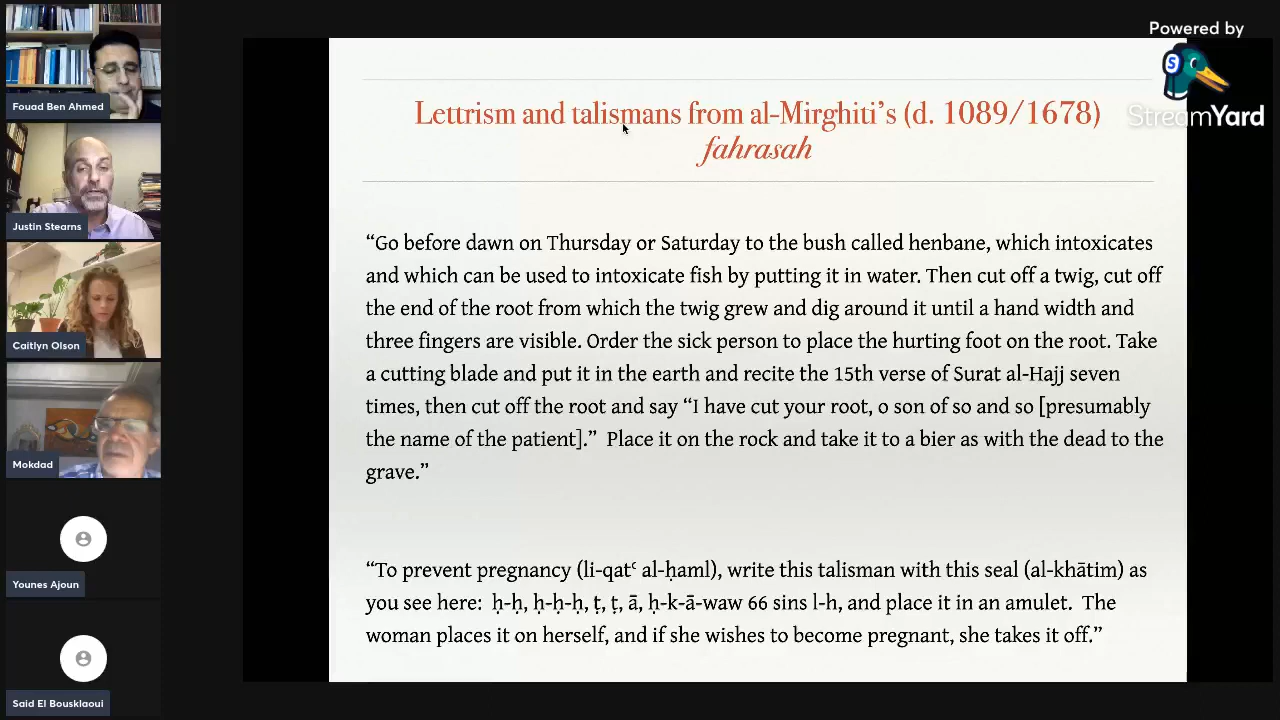 Powered by
StreamYard
Fouad Ben Ahmed
Justin Stearns
Caitlyn Olson
Mokdad
Younes Ajoun
Said El Bousklaoui
Lettrism and talismans from al-Mirghiti’s (d. 1089/1678)
fahrasah
“Go before dawn on Thursday or Saturday to the bush called henbane, which intoxicates
and which can be used to intoxicate fish by putting it in water. Then cut off a twig, cut off
the end of the root from which the twig grew and dig around it until a hand width and
three fingers are visible. Order the sick person to place the hurting foot on the root. Take
a cutting blade and put it in the earth and recite the 15th verse of Surat al-Hajj seven
times, then cut off the root and say “I have cut your root, o son of so and so [presumably
the name of the patient].”  Place it on the rock and take it to a bier as with the dead to the
grave.”
“To prevent pregnancy (li-qatʿ al-ḥaml), write this talisman with this seal (al-khātim) as
you see here:  ḥ-ḥ, ḥ-ḥ-ḥ, ṭ, ṭ, ā, ḥ-k-ā-waw 66 sins l-h, and place it in an amulet.  The
woman places it on herself, and if she wishes to become pregnant, she takes it off.”